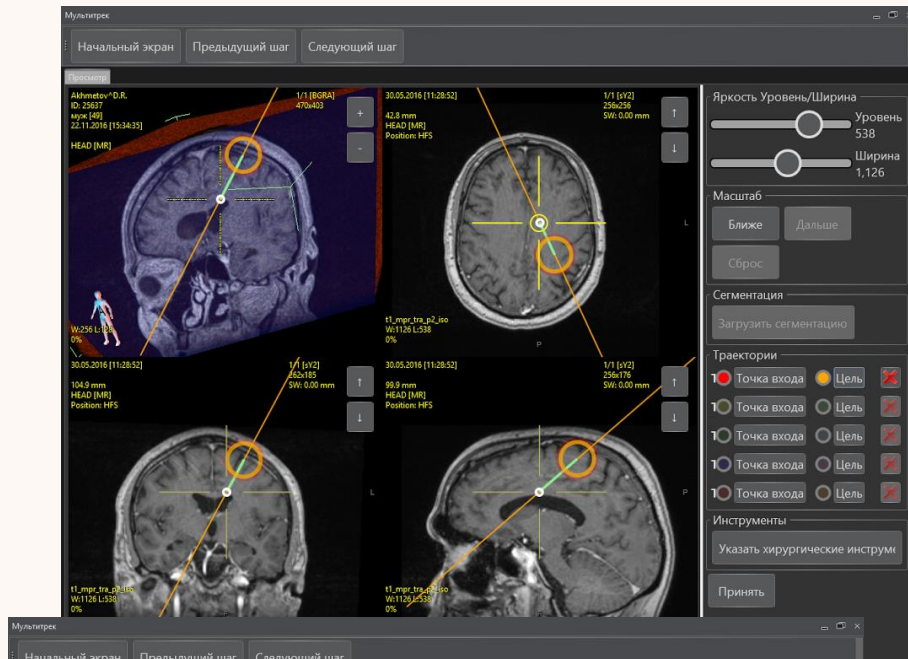 Мультитрек
Начальный экран Предыдущий шаг Следующий шаг
Просмотр
Akhmetov^D.R.
ID: 25637
муж [49]
22.11.2016 [15:34:35]
HEAD [MR]
1/1 [BGRA]
470x403
+
-
W:256 L:128
0%
30.05.2016 [11:28:52]
42.8 mm
HEAD [MR]
Position: HFS
1/1 [sY2]
256x256
SW: 0.00 mm
↑
↓
L
t1_mpr_tra_p2_iso
W:1126 L:538
0%
P
30.05.2016 [11:28:52]
104.9 mm
HEAD [MR]
Position: HFS
1/1 [sY2]
262x185
SW: 0.00 mm
↑
↓
L
t1_mpr_tra_p2_iso
W:1126 L:538
0%
30.05.2016 [11:28:52]
99.9 mm
HEAD [MR]
Position: HFS
1/1 [sY2]
256x176
SW: 0.00 mm
↑
↓
P
t1_mpr_tra_p2_iso
W:1126 L:538
0%
Яркость Уровень/Ширина
Уровень
538
Ширина
1,126
Масштаб
Ближе Дальше
Сброс
Сегментация
Загрузить сегментацию
Траектории
Точка входа Цель
Точка входа Цель
Точка входа Цель
Точка входа Цель
Точка входа Цель
Инструменты
Указать хирургические инструме
Принять
Мультитрек
Начальный экран Предыдущий шаг Следующий шаг